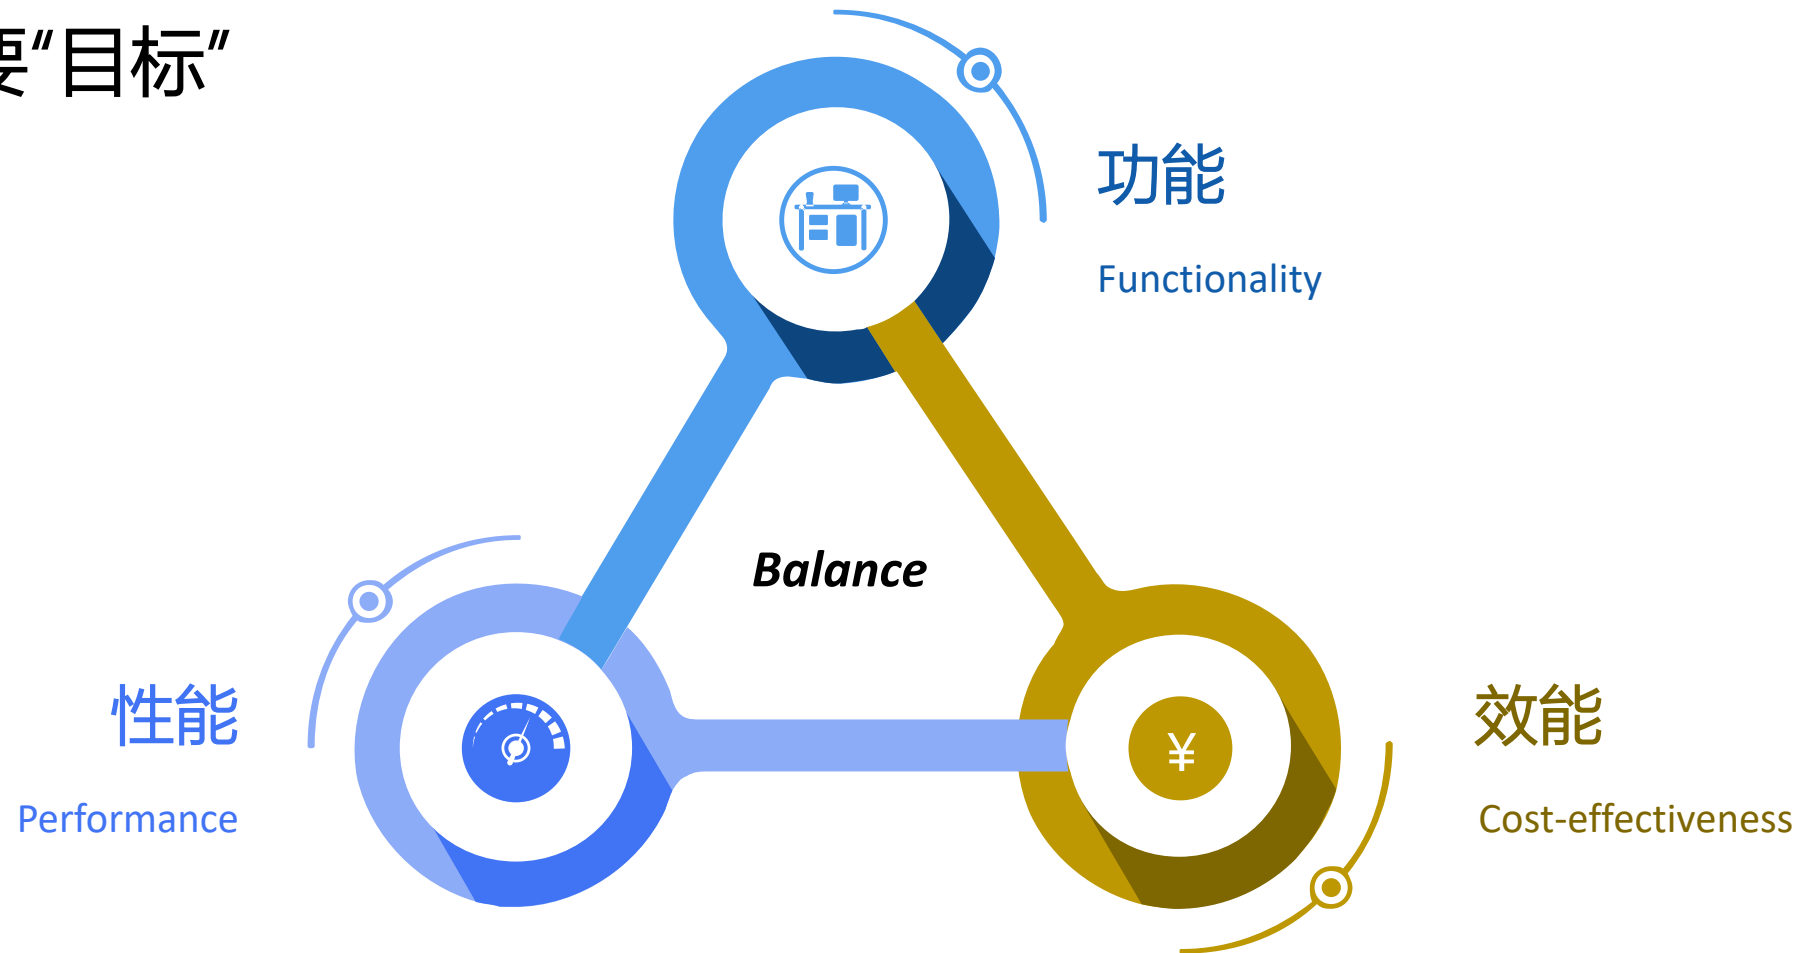 要“目标”
功能
Functionality
Balance
性能
Performance
¥
效能
Cost-effectiveness